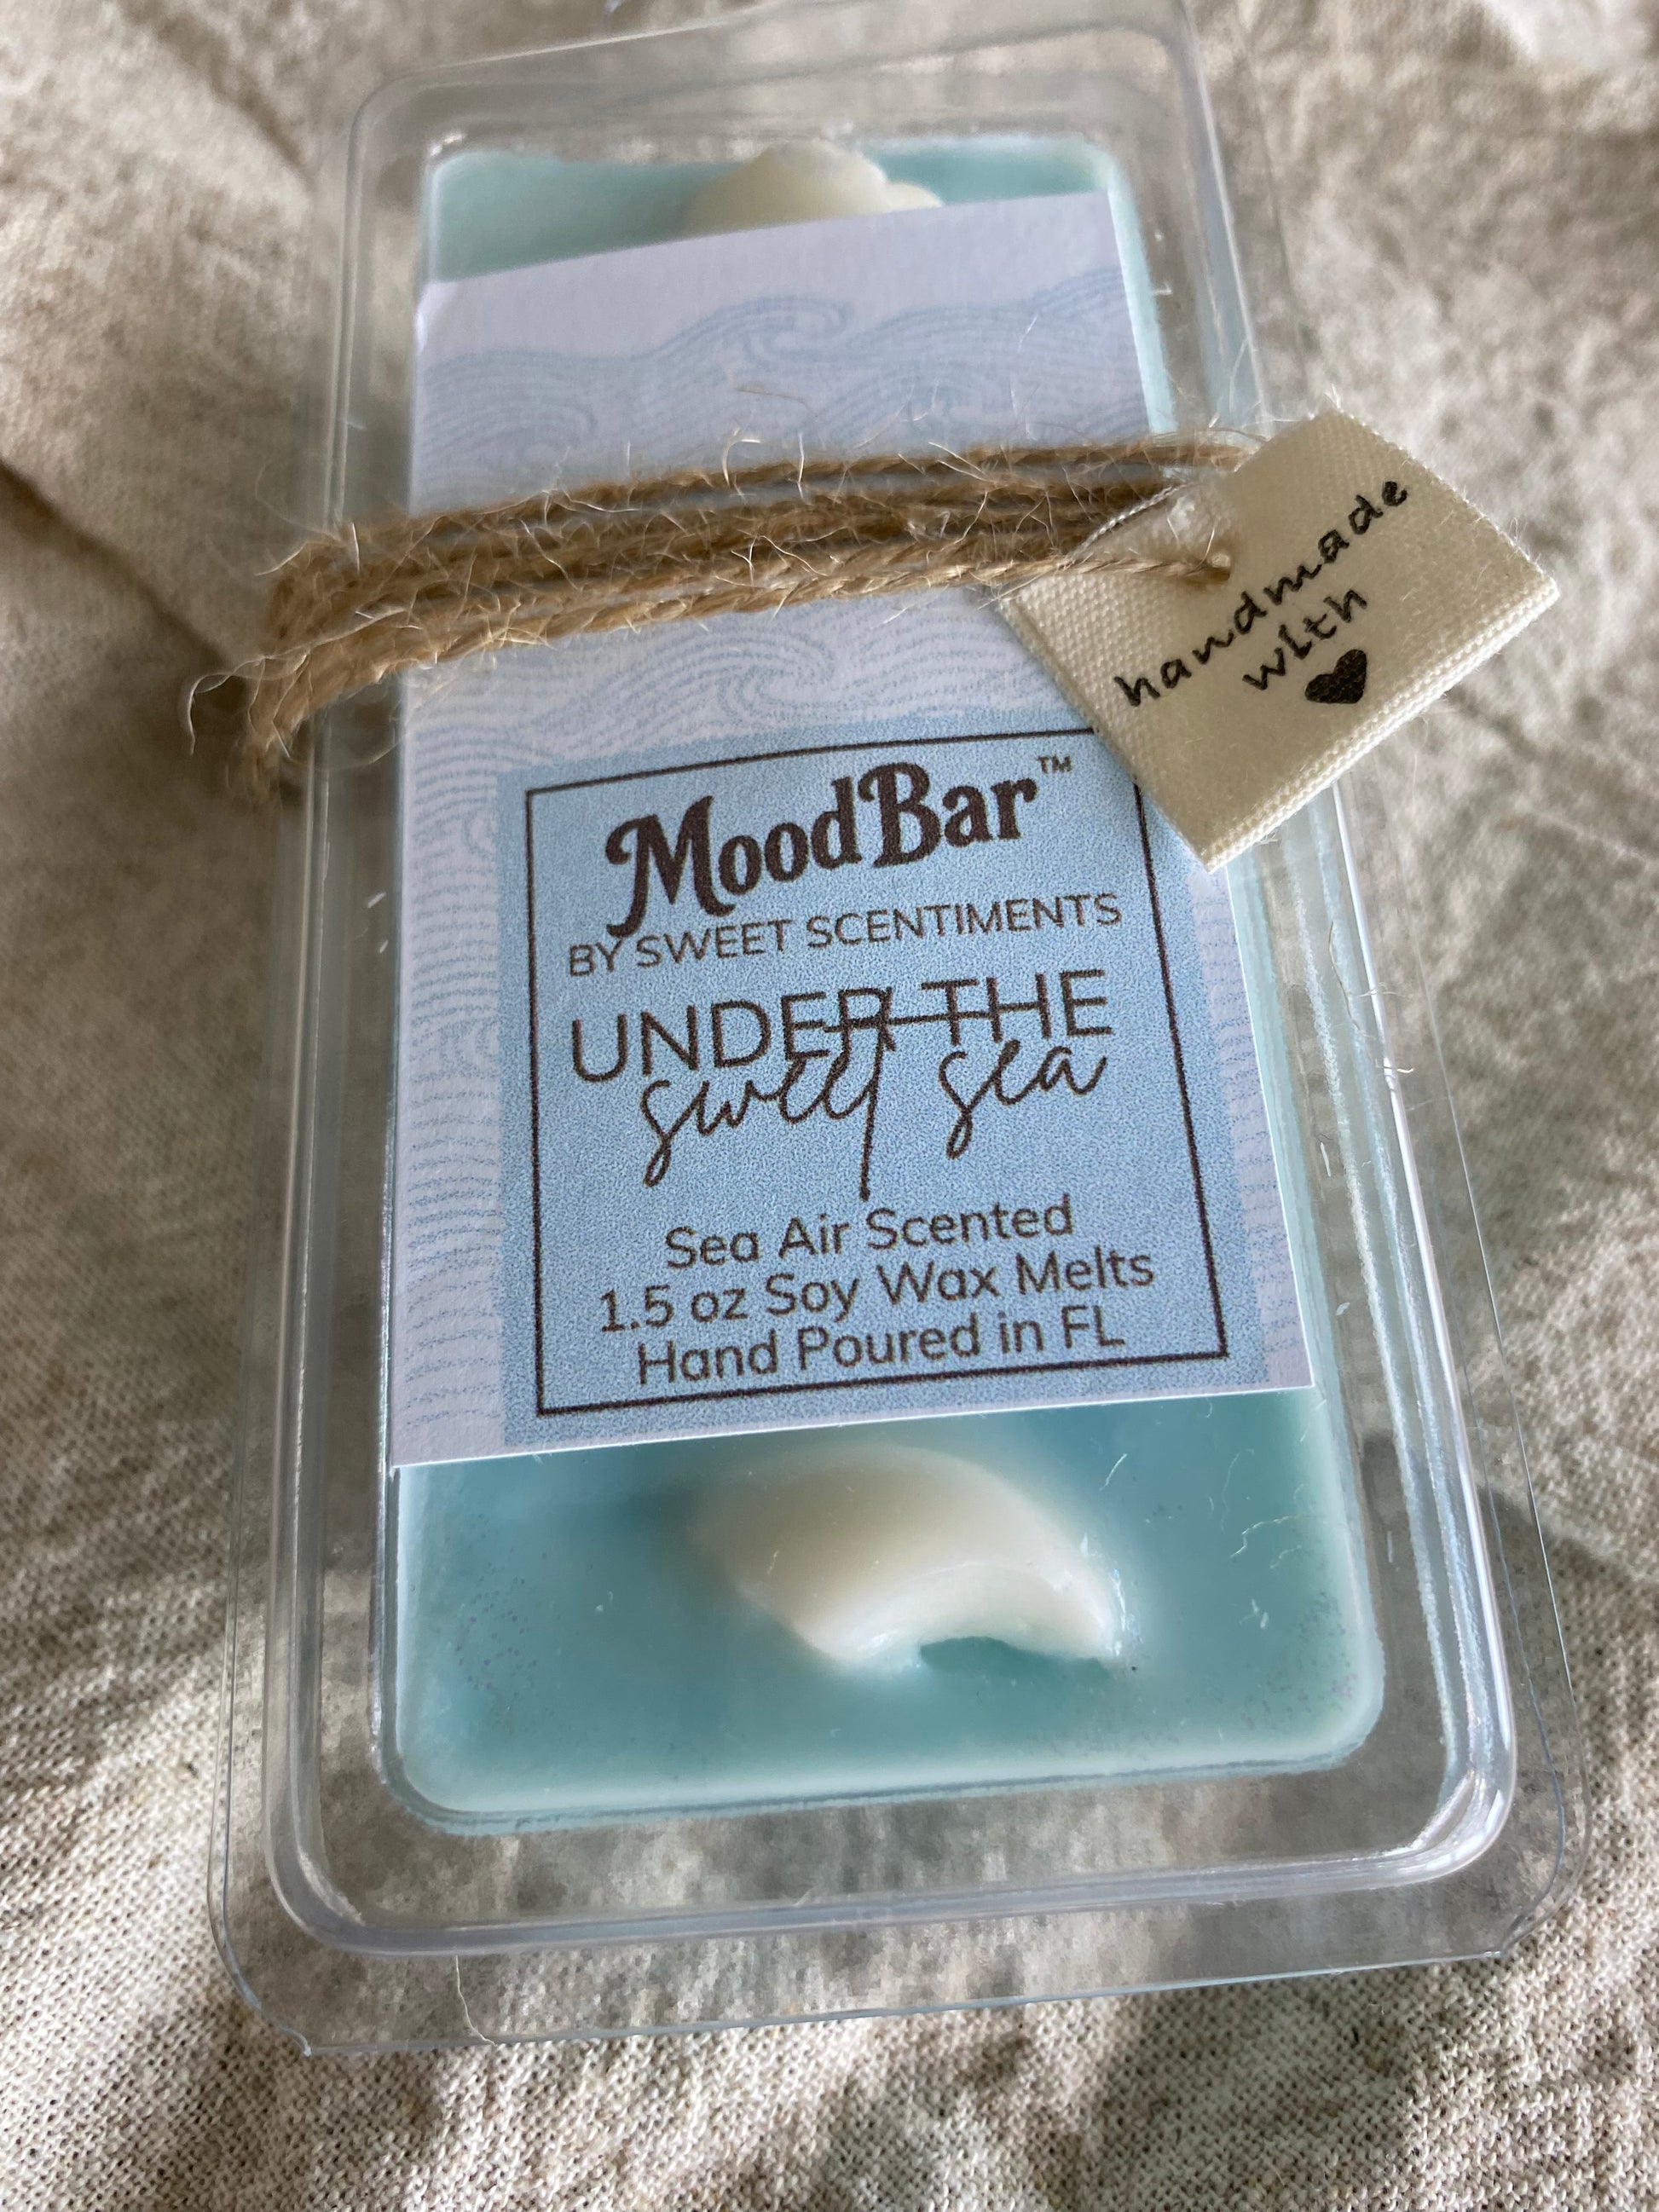 handmade
with
MoodBar™
BY SWEET SCENTIMENTS
UNDER THE
sweet sea
Sea Air Scented
1.5 oz Soy Wax Melts
Hand Poured in FL